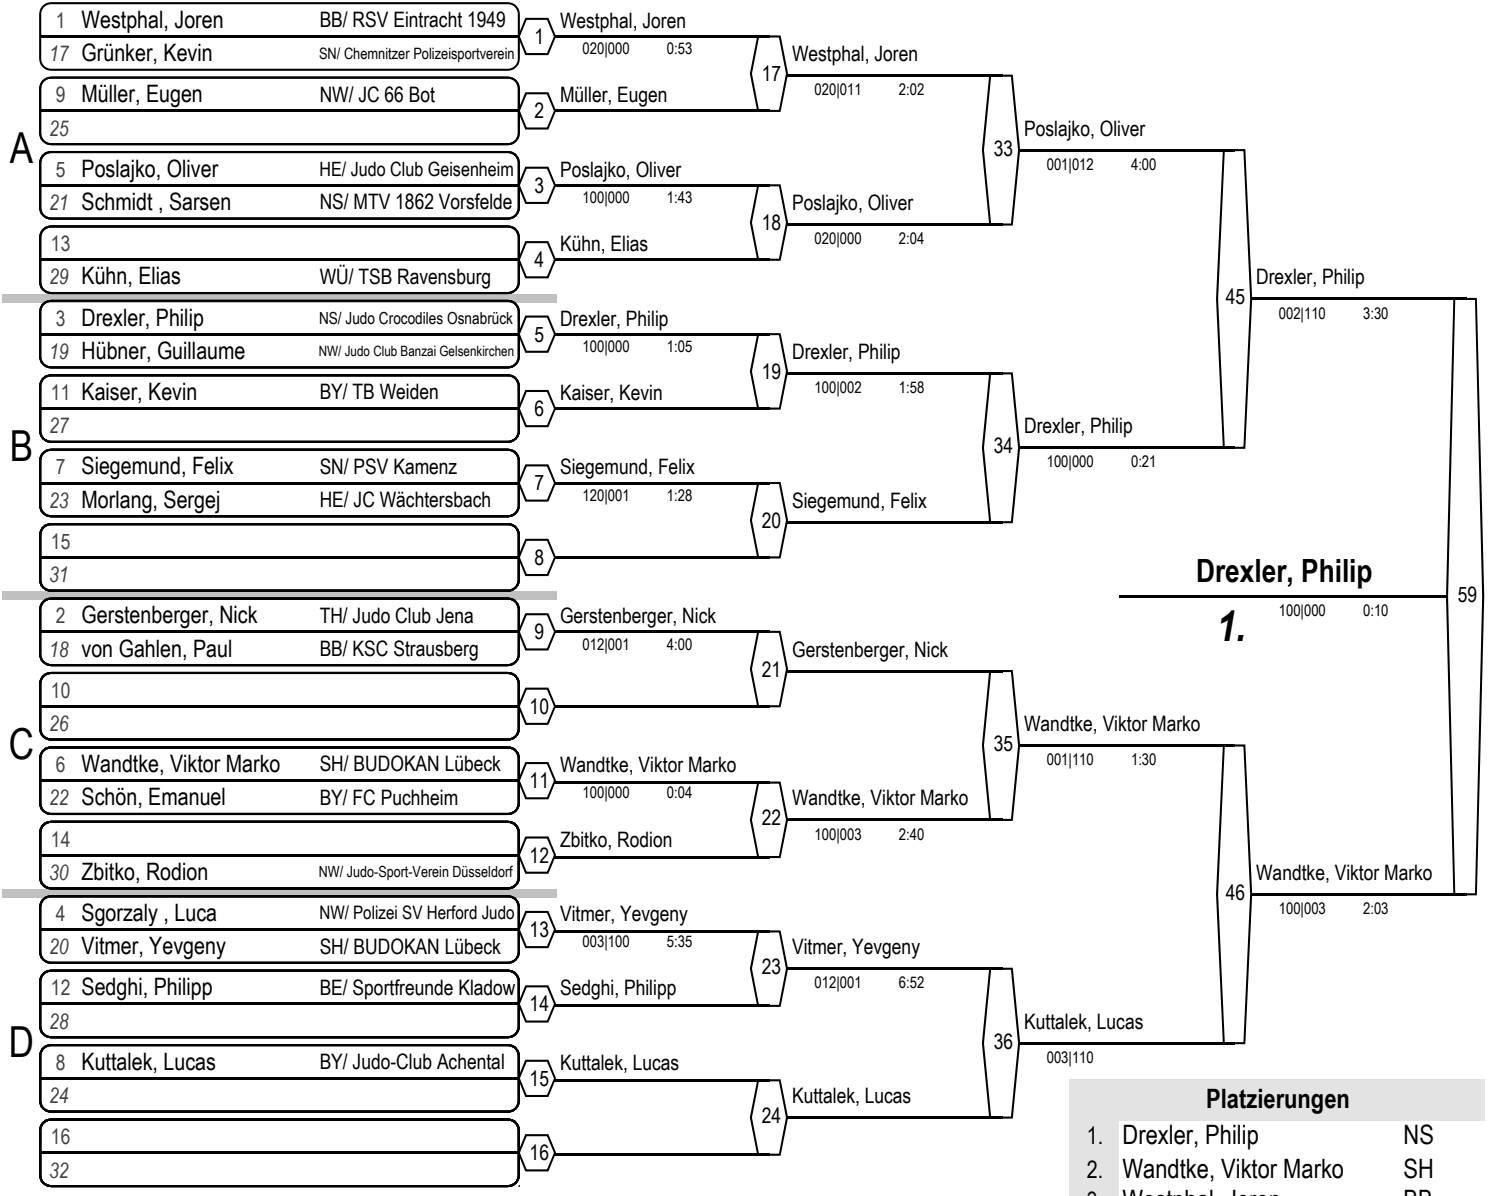 A
1 Westphal, Joren BB/ RSV Eintracht 1949
17 Grünker, Kevin SN/ Chemnitzer Polizeisportverein
9 Müller, Eugen NW/ JC 66 Bot
25
5 Poslajko, Oliver HE/ Judo Club Geisenheim
21 Schmidt , Sarsen NS/ MTV 1862 Vorsfelde
13
29 Kühn, Elias WÜ/ TSB Ravensburg
B
3 Drexler, Philip NS/ Judo Crocodiles Osnabrück
19 Hübner, Guillaume NW/ Judo Club Banzai Gelsenkirchen
11 Kaiser, Kevin BY/ TB Weiden
27
7 Siegemund, Felix SN/ PSV Kamenz
23 Morlang, Sergej HE/ JC Wächtersbach
15
31
C
2 Gerstenberger, Nick TH/ Judo Club Jena
18 von Gahlen, Paul BB/ KSC Strausberg
10
26
6 Wandtke, Viktor Marko SH/ BUDOKAN Lübeck
22 Schön, Emanuel BY/ FC Puchheim
14
30 Zbitko, Rodion NW/ Judo-Sport-Verein Düsseldorf
D
4 Sgorzaly , Luca NW/ Polizei SV Herford Judo
20 Vitmer, Yevgeny SH/ BUDOKAN Lübeck
12 Sedghi, Philipp BE/ Sportfreunde Kladow
28
8 Kuttalek, Lucas BY/ Judo-Club Achental
24
16
32
1 Westphal, Joren
020|000 0:53
2 Müller, Eugen
3 Poslajko, Oliver
100|000 1:43
4 Kühn, Elias
5 Drexler, Philip
100|000 1:05
6 Kaiser, Kevin
7 Siegemund, Felix
120|001 1:28
8
9 Gerstenberger, Nick
012|001 4:00
10
11 Wandtke, Viktor Marko
100|000 0:04
12 Zbitko, Rodion
13 Vitmer, Yevgeny
003|100 5:35
14 Sedghi, Philipp
15 Kuttalek, Lucas
16
17 Westphal, Joren
020|011 2:02
18 Poslajko, Oliver
020|000 2:04
19 Drexler, Philip
100|002 1:58
20 Siegemund, Felix
21 Gerstenberger, Nick
22 Wandtke, Viktor Marko
100|003 2:40
23 Vitmer, Yevgeny
012|001 6:52
24 Kuttalek, Lucas
33 Poslajko, Oliver
001|012 4:00
34 Drexler, Philip
100|000 0:21
35 Wandtke, Viktor Marko
001|110 1:30
36 Kuttalek, Lucas
003|110
45 Drexler, Philip
002|110 3:30
46 Wandtke, Viktor Marko
100|003 2:03
59
Drexler, Philip
1. 100|000 0:10
Platzierungen
1. Drexler, Philip NS
2. Wandtke, Viktor Marko SH
3. Westphal, Joren BB